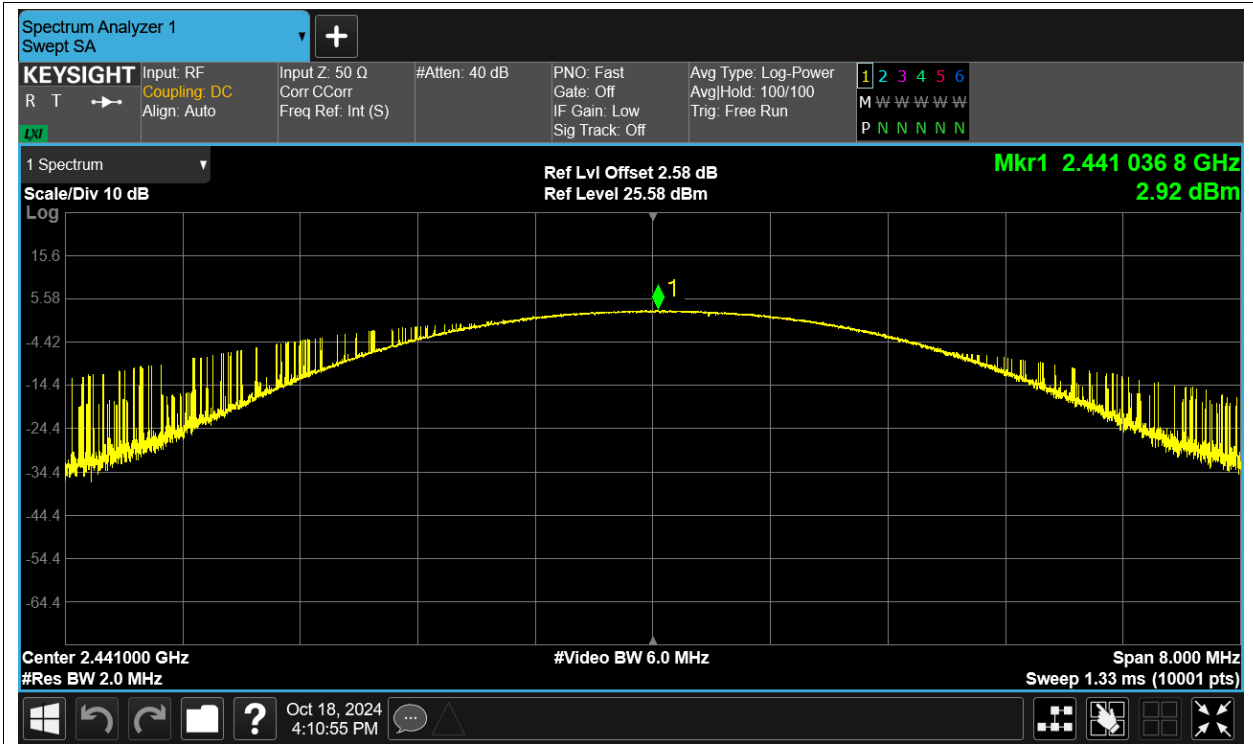 Spectrum Analyzer 1
Swept SA
KEYSIGHT
R T
LXI
Input: RF
Coupling: DC
Align: Auto
Input Z: 50 Ω
Corr CCorr
Freq Ref: Int (S)
#Atten: 40 dB
PNO: Fast
Gate: Off
IF Gain: Low
Sig Track: Off
Avg Type: Log-Power
Avg|Hold: 100/100
Trig: Free Run
1 2 3 4 5 6
M W W W W W
P N N N N N
1 Spectrum
Scale/Div 10 dB
Log
Ref Lvl Offset 2.58 dB
Ref Level 25.58 dBm
Mkr1 2.441 036 8 GHz
2.92 dBm
15.6
5.58
-4.42
-14.4
-24.4
-34.4
-44.4
-54.4
-64.4
1
Center 2.441000 GHz
#Res BW 2.0 MHz
#Video BW 6.0 MHz
Span 8.000 MHz
Sweep 1.33 ms (10001 pts)
?
Oct 18, 2024
4:10:55 PM